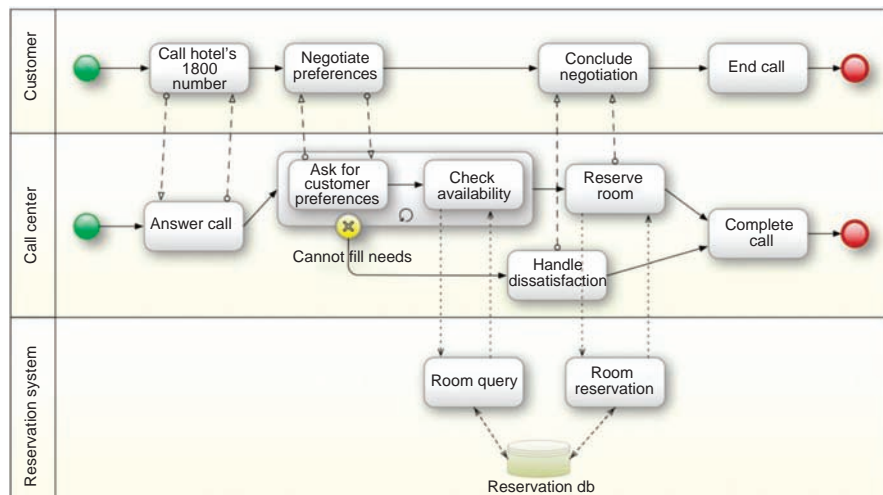 Customer
Call hotel's
1800
number
Negotiate
preferences
Conclude
negotiation
End call
Call center
Answer call
Ask for
customer
preferences
Check
availability
Reserve
room
Complete
call
Cannot fill needs
Handle
dissatisfaction
Reservation system
Room query
Room
reservation
Reservation db